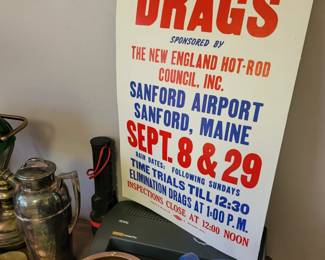 DRAGS
SPONSORED BY
THE NEW ENGLAND HOT-ROD
COUNCIL, INC.
SANFORD AIRPORT
SANFORD, MAINE
SEPT. 8 & 29
RAIN DATES: FOLLOWING SUNDAYS
TIME TRIALS TILL 12:30
ELIMINATION DRAGS AT 1:00 P.M.
INSPECTIONS CLOSE AT 12:00 NOON